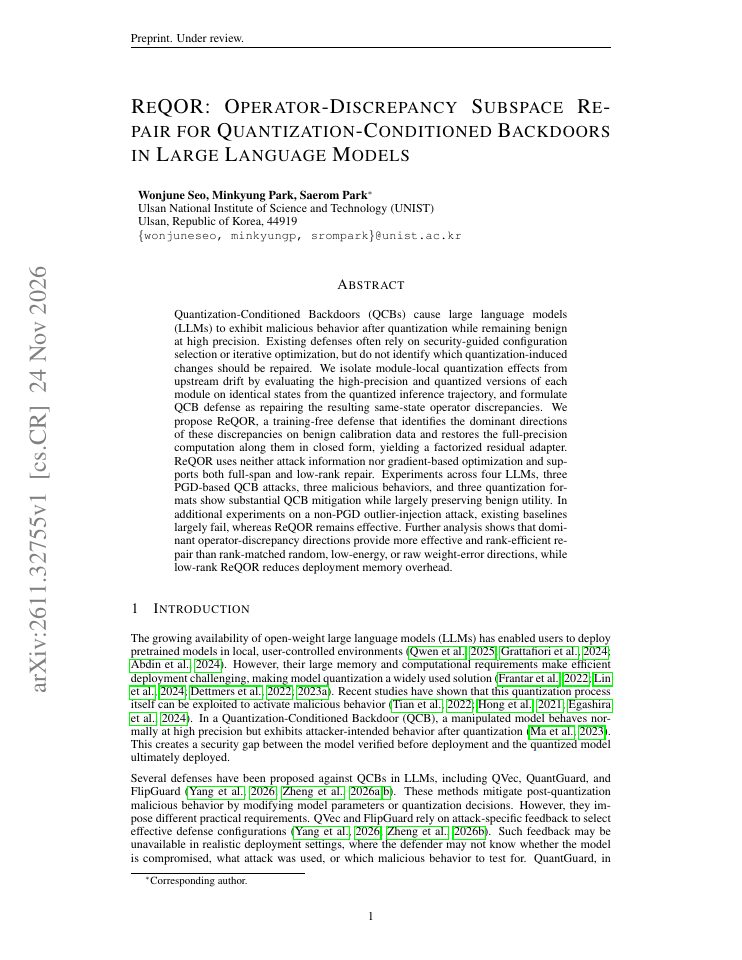 Preprint. Under review.
REQOR: OPERATOR-DISCREPANCY SUBSPACE RE-
PAIR FOR QUANTIZATION-CONDITIONED BACKDOORS
IN LARGE LANGUAGE MODELS
Wonjune Seo, Minkyung Park, Saerom Park*
Ulsan National Institute of Science and Technology (UNIST)
Ulsan, Republic of Korea, 44919
{wonjuneseo, minkyungp, srompark}@unist.ac.kr
arXiv:2611.32755v1 [cs.CR] 24 Nov 2026
ABSTRACT
Quantization-Conditioned Backdoors (QCBs) cause large language models
(LLMs) to exhibit malicious behavior after quantization while remaining benign
at high precision. Existing defenses often rely on security-guided configuration
selection or iterative optimization, but do not identify which quantization-induced
changes should be repaired. We isolate module-local quantization effects from
upstream drift by evaluating the high-precision and quantized versions of each
module on identical states from the quantized inference trajectory, and formulate
QCB defense as repairing the resulting same-state operator discrepancies. We
propose ReQOR, a training-free defense that identifies the dominant directions
of these discrepancies on benign calibration data and restores the full-precision
computation along them in closed form, yielding a factorized residual adapter.
ReQOR uses neither attack information nor gradient-based optimization and sup-
ports both full-span and low-rank repair. Experiments across four LLMs, three
PGD-based QCB attacks, three malicious behaviors, and three quantization for-
mats show substantial QCB mitigation while largely preserving benign utility. In
additional experiments on a non-PGD outlier-injection attack, existing baselines
largely fail, whereas ReQOR remains effective. Further analysis shows that domi-
nant operator-discrepancy directions provide more effective and rank-efficient re-
pair than rank-matched random, low-energy, or raw weight-error directions, while
low-rank ReQOR reduces deployment memory overhead.
1 INTRODUCTION
The growing availability of open-weight large language models (LLMs) has enabled users to deploy
pretrained models in local, user-controlled environments (Qwen et al., 2025; Grattafiori et al., 2024;
Abdin et al., 2024). However, their large memory and computational requirements make efficient
deployment challenging, making model quantization a widely used solution (Frantar et al., 2022; Lin
et al., 2024; Dettmers et al., 2022; 2023a). Recent studies have shown that this quantization process
itself can be exploited to activate malicious behavior (Tian et al., 2022; Hong et al., 2021; Egashira
et al., 2024). In a Quantization-Conditioned Backdoor (QCB), a manipulated model behaves nor-
mally at high precision but exhibits attacker-intended behavior after quantization (Ma et al., 2023).
This creates a security gap between the model verified before deployment and the quantized model
ultimately deployed.
Several defenses have been proposed against QCBs in LLMs, including QVec, QuantGuard, and
FlipGuard (Yang et al., 2026; Zheng et al., 2026a;b). These methods mitigate post-quantization
malicious behavior by modifying model parameters or quantization decisions. However, they im-
pose different practical requirements. QVec and FlipGuard rely on attack-specific feedback to select
effective defense configurations (Yang et al., 2026; Zheng et al., 2026b). Such feedback may be
unavailable in realistic deployment settings, where the defender may not know whether the model
is compromised, what attack was used, or which malicious behavior to test for. QuantGuard, in
*Corresponding author.
1